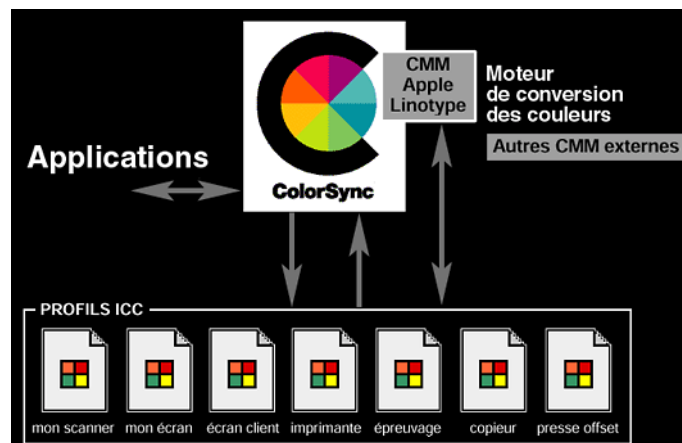 CMM
Apple
Linotype
Moteur
de conversion
des couleurs
Autres CMM externes
Applications
ColorSync
PROFILS ICC
mon scanner
mon écran
écran client
imprimante
épreuvage
copieur
presse offset